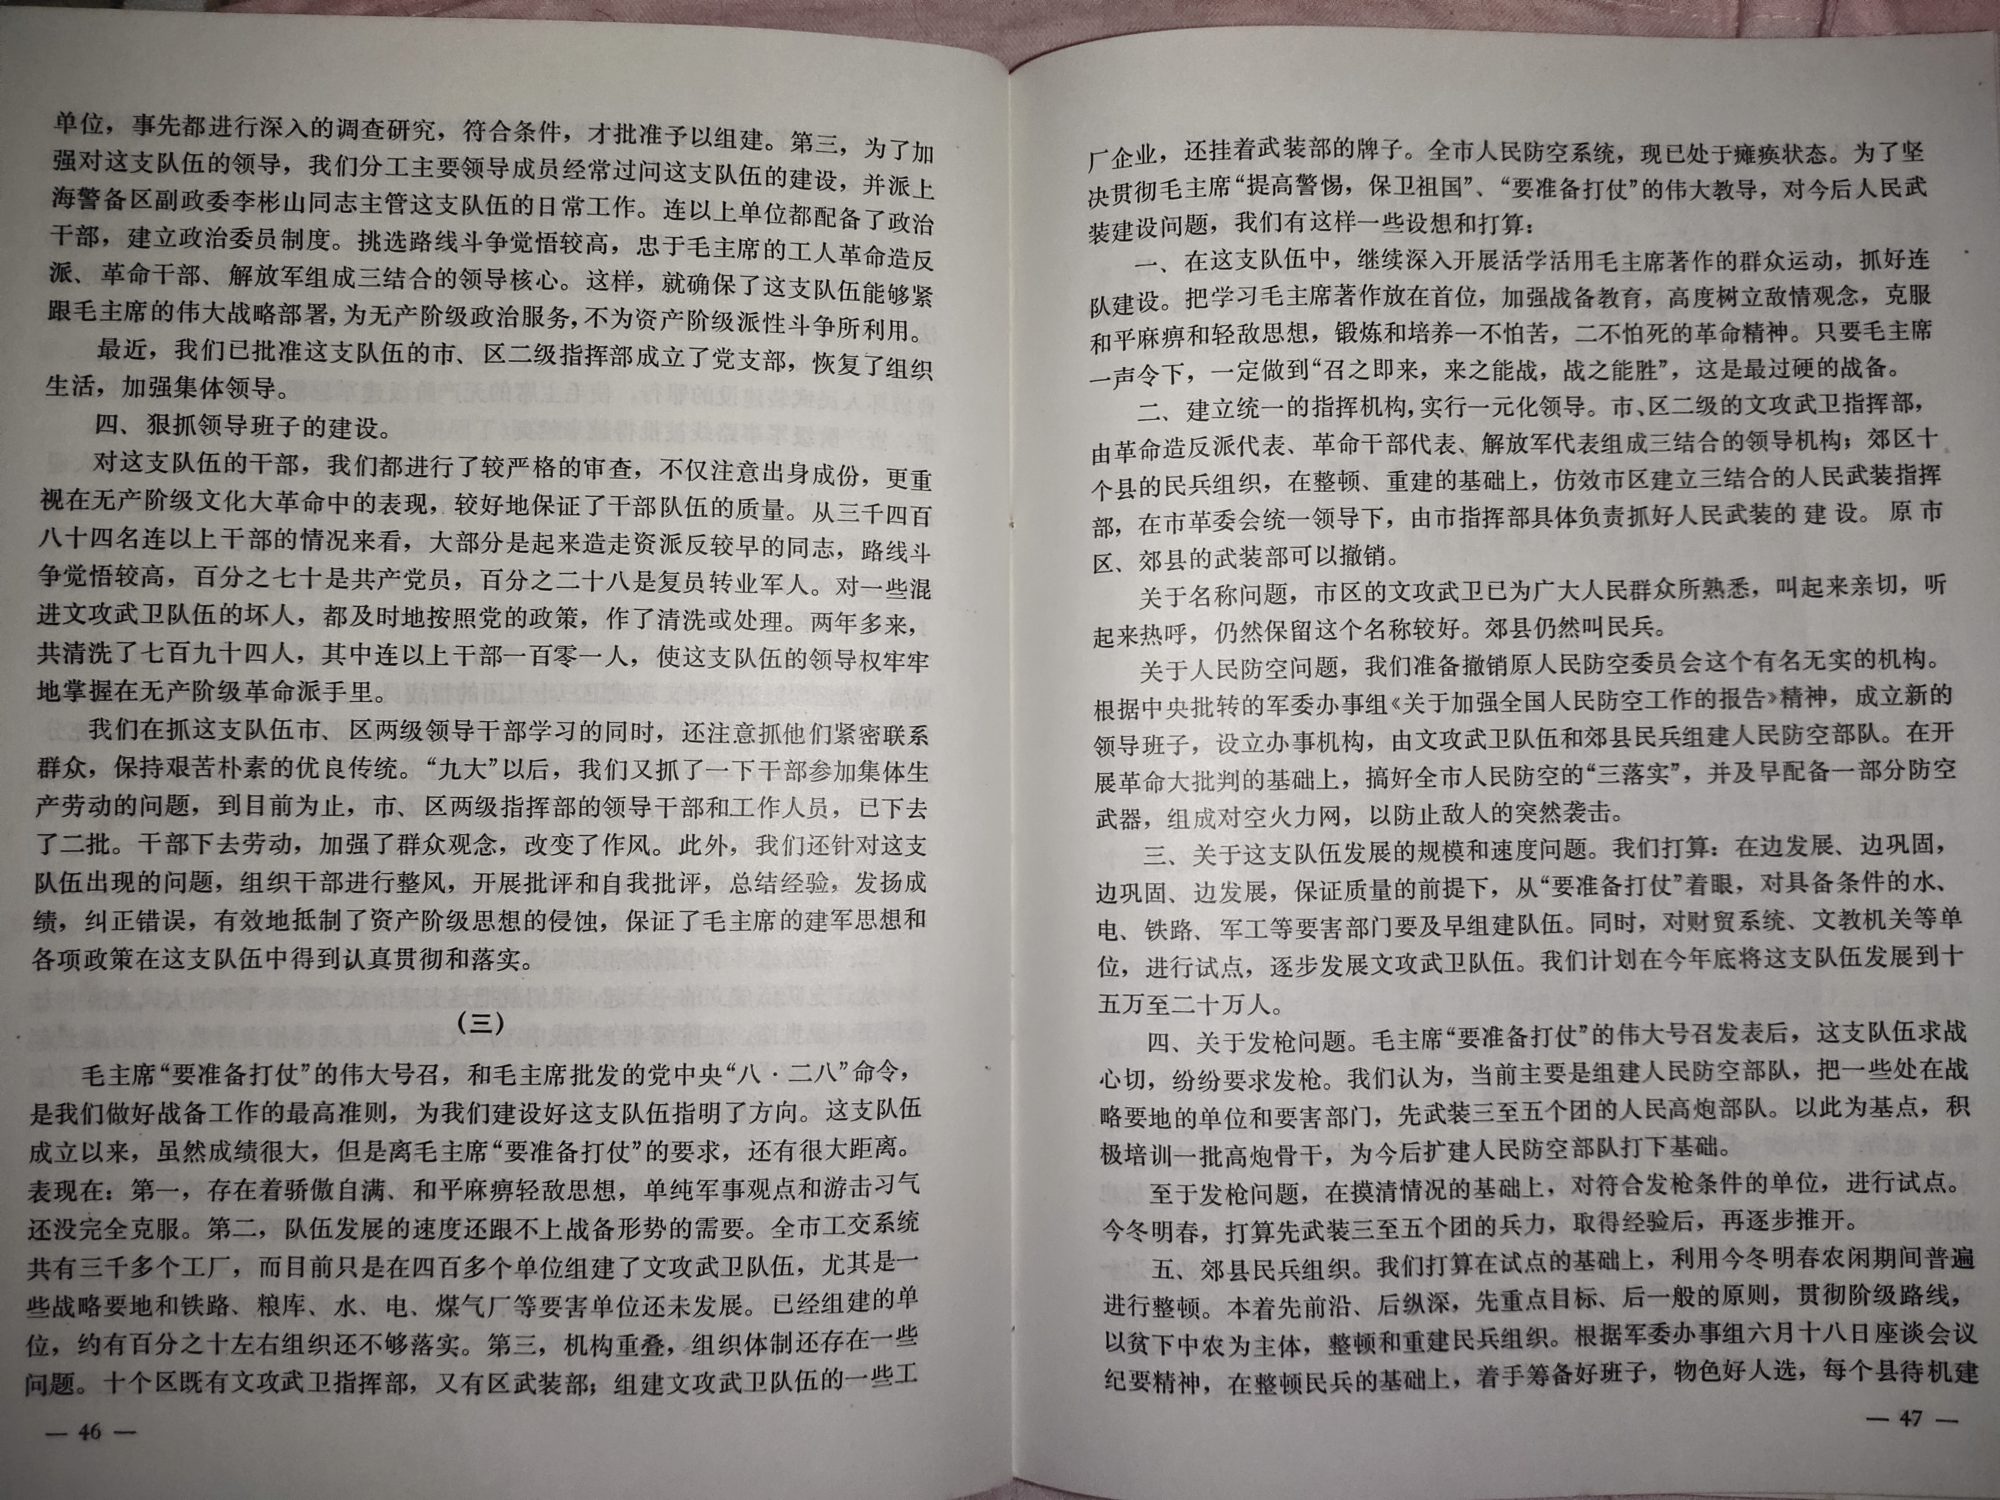 单位，事先都进行深入的调查研究，符合条件，才批准予以组建。第三，为了加
强对这支队伍的领导，我们分工主要领导成员经常过问这支队伍的建设，并派上
海警备区副政委李彬山同志主管这支队伍的日常工作。连以上单位都配备了政治
干部，建立政治委员制度。挑选路线斗争觉悟较高，忠于毛主席的工人革命造反
派、革命干部、解放军组成三结合的领导核心。这样，就确保了这支队伍能够紧
跟毛主席的伟大战略部署，为无产阶级政治服务，不为资产阶级派性斗争所利用。
最近，我们已批准这支队伍的市、区二级指挥部成立了党支部，恢复了组织
生活，加强集体领导。
四、狠抓领导班子的建设。
对这支队伍的干部，我们都进行了较严格的审查，不仅注意出身成份，更重
视在无产阶级文化大革命中的表现，较好地保证了干部队伍的质量。从三千四百
八十四名连以上干部的情况来看，大部分是起来造走资派反较早的同志，路线斗
争觉悟较高，百分之七十是共产党员，百分之二十八是复员转业军人。对一些混
进文攻武卫队伍的坏人，都及时地按照党的政策，作了清洗或处理。两年多来，
共清洗了七百九十四人，其中连以上干部一百零一人，使这支队伍的领导权牢牢
地掌握在无产阶级革命派手里。
我们在抓这支队伍市、区两级领导干部学习的同时，还注意抓他们紧密联系
群众，保持艰苦朴素的优良传统。“九大”以后，我们又抓了一下干部参加集体生
产劳动的问题，到目前为止，市、区两级指挥部的领导干部和工作人员，已下去
了二批。干部下去劳动，加强了群众观念，改变了作风。此外，我们还针对这支
队伍出现的问题，组织干部进行整风，开展批评和自我批评，总结经验，发扬成
绩，纠正错误，有效地抵制了资产阶级思想的侵蚀，保证了毛主席的建军思想和
各项政策在这支队伍中得到认真贯彻和落实。
（三）
毛主席“要准备打仗”的伟大号召，和毛主席批发的党中央“八·二八”命令，
是我们做好战备工作的最高准则，为我们建设好这支队伍指明了方向。这支队伍
成立以来，虽然成绩很大，但是离毛主席“要准备打仗”的要求，还有很大距离。
表现在：第一，存在着骄傲自满、和平麻痹轻敌思想，单纯军事观点和游击习气
还没完全克服。第二，队伍发展的速度还跟不上战备形势的需要。全市工交系统
共有三千多个工厂，而目前只是在四百多个单位组建了文攻武卫队伍，尤其是一
些战略要地和铁路、粮库、水、电、煤气厂等要害单位还未发展。已经组建的单
位，约有百分之十左右组织还不够落实。第三，机构重叠，组织体制还存在一些
问题。十个区既有文攻武卫指挥部，又有区武装部；组建文攻武卫队伍的一些工
— 46 —
厂企业，还挂着武装部的牌子。全市人民防空系统，现已处于瘫痪状态。为了坚
决贯彻毛主席“提高警惕，保卫祖国”、“要准备打仗”的伟大教导，对今后人民武
装建设问题，我们有这样一些设想和打算：
一、在这支队伍中，继续深入开展活学活用毛主席著作的群众运动，抓好连
队建设。把学习毛主席著作放在首位，加强战备教育，高度树立敌情观念，克服
和平麻痹和轻敌思想，锻炼和培养一不怕苦，二不怕死的革命精神。只要毛主席
一声令下，一定做到“召之即来，来之能战，战之能胜”，这是最过硬的战备。
二、建立统一的指挥机构，实行一元化领导。市、区二级的文攻武卫指挥部，
由革命造反派代表、革命干部代表、解放军代表组成三结合的领导机构；郊区十
个县的民兵组织，在整顿、重建的基础上，仿效市区建立三结合的人民武装指挥
部，在市革委会统一领导下，由市指挥部具体负责抓好人民武装的建设。原市
区、郊县的武装部可以撤销。
关于名称问题，市区的文攻武卫已为广大人民群众所熟悉，叫起来亲切，听
起来热呼，仍然保留这个名称较好。郊县仍然叫民兵。
关于人民防空问题，我们准备撤销原人民防空委员会这个有名无实的机构。
根据中央批转的军委办事组《关于加强全国人民防空工作的报告》精神，成立新的
领导班子，设立办事机构，由文攻武卫队伍和郊县民兵组建人民防空部队。在开
展革命大批判的基础上，搞好全市人民防空的“三落实”，并及早配备一部分防空
武器，组成对空火力网，以防止敌人的突然袭击。
三、关于这支队伍发展的规模和速度问题。我们打算：在边发展、边巩固，
边巩固、边发展，保证质量的前提下，从“要准备打仗”着眼，对具备条件的水、
电、铁路、军工等要害部门要及早组建队伍。同时，对财贸系统、文教机关等单
位，进行试点，逐步发展文攻武卫队伍。我们计划在今年底将这支队伍发展到十
五万至二十万人。
四、关于发枪问题。毛主席“要准备打仗”的伟大号召发表后，这支队伍求战
心切，纷纷要求发枪。我们认为，当前主要是组建人民防空部队，把一些处在战
略要地的单位和要害部门，先武装三至五个团的人民高炮部队。以此为基点，积
极培训一批高炮骨干，为今后扩建人民防空部队打下基础。
至于发枪问题，在摸清情况的基础上，对符合发枪条件的单位，进行试点。
今冬明春，打算先武装三至五个团的兵力，取得经验后，再逐步推开。
五、郊县民兵组织。我们打算在试点的基础上，利用今冬明春农闲期间普遍
进行整顿。本着先前沿、后纵深，先重点目标、后一般的原则，贯彻阶级路线，
以贫下中农为主体，整顿和重建民兵组织。根据军委办事组六月十八日座谈会议
纪要精神，在整顿民兵的基础上，着手筹备好班子，物色好人选，每个县待机建
— 47 —